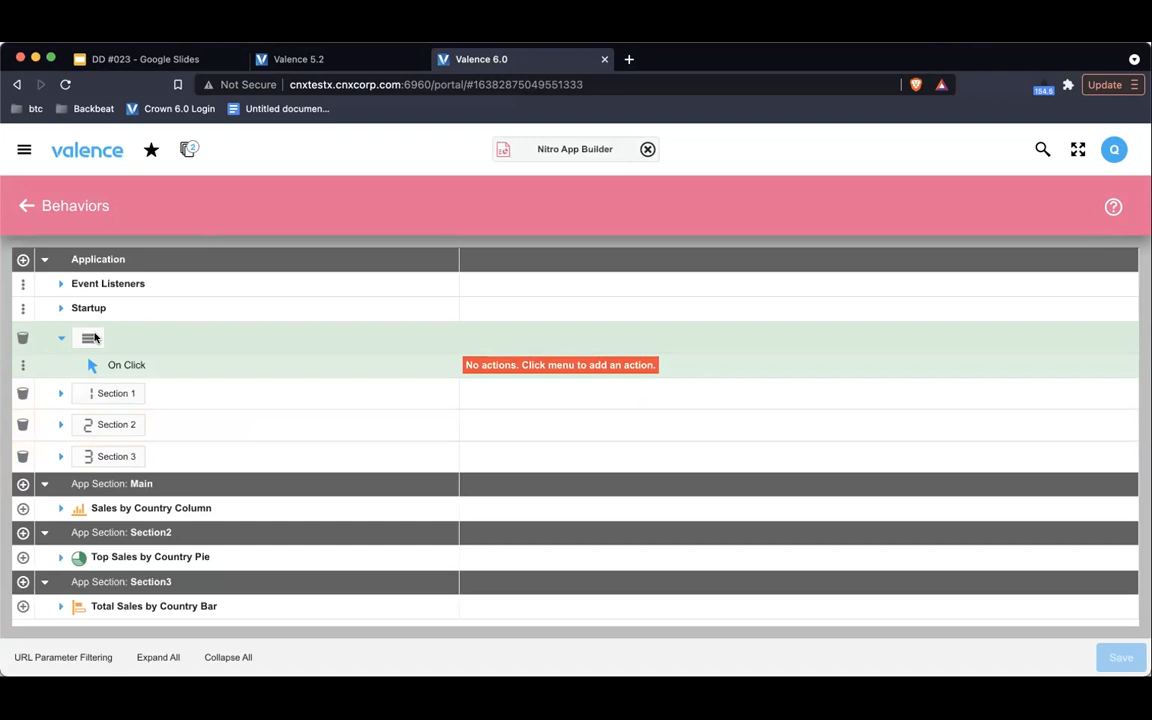 DD #023 - Google Slides
Valence 5.2
Valence 6.0
Not Secure cnxtestx.cnxcorp.com:6960/portal/#16382875049551333
154.5
Update
btc
Backbeat
Crown 6.0 Login
Untitled documen...
valence
2
Nitro App Builder
Q
Behaviors
Application
Event Listeners
Startup
On Click
No actions. Click menu to add an action.
Section 1
Section 2
Section 3
App Section: Main
Sales by Country Column
App Section: Section2
Top Sales by Country Pie
App Section: Section3
Total Sales by Country Bar
URL Parameter Filtering
Expand All
Collapse All
Save